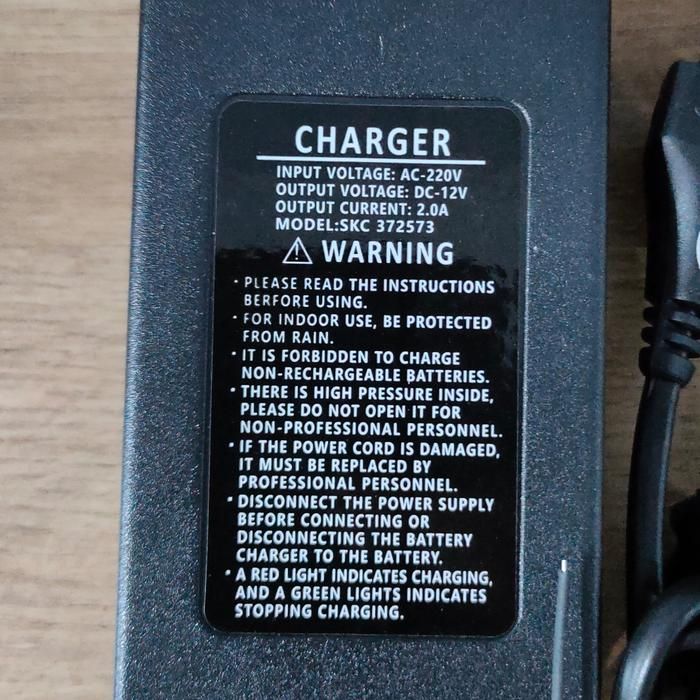 CHARGER
INPUT VOLTAGE: AC-220V
OUTPUT VOLTAGE: DC-12V
OUTPUT CURRENT: 2.0A
MODEL:SKC 372573
WARNING
· PLEASE READ THE INSTRUCTIONS
BERFORE USING.
· FOR INDOOR USE, BE PROTECTED
FROM RAIN.
· IT IS FORBIDDEN TO CHARGE
NON-RECHARGEABLE BATTERIES.
· THERE IS HIGH PRESSURE INSIDE,
PLEASE DO NOT OPEN IT FOR
NON-PROFESSIONAL PERSONNEL.
· IF THE POWER CORD IS DAMAGED,
IT MUST BE REPLACED BY
PROFESSIONAL PERSONNEL.
· DISCONNECT THE POWER SUPPLY
BEFORE CONNECTING OR
DISCONNECTING THE BATTERY
CHARGER TO THE BATTERY.
· A RED LIGHT INDICATES CHARGING,
AND A GREEN LIGHTS INDICATES
STOPPING CHARGING.